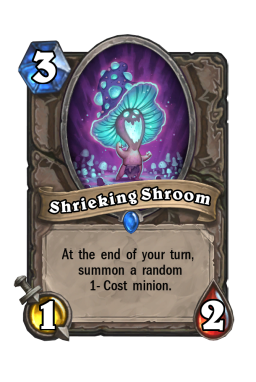 3
Shrieking Shroom
At the end of your turn,
summon a random
1- Cost minion.
1
2